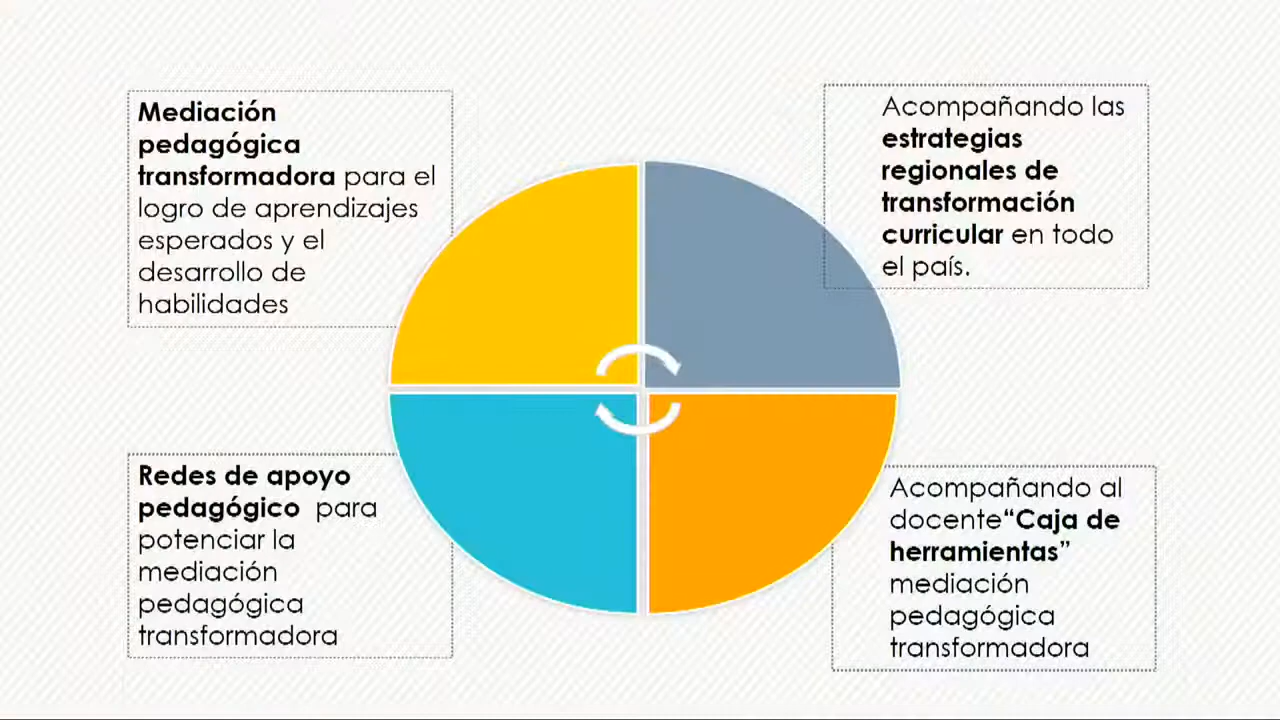 Mediación
pedagógica
transformadora para el
logro de aprendizajes
esperados y el
desarrollo de
habilidades
Acompañando las
estrategias
regionales de
transformación
curricular en todo
el país.
Redes de apoyo
pedagógico  para
potenciar la
mediación
pedagógica
transformadora
Acompañando al
docente“Caja de
herramientas”
mediación
pedagógica
transformadora